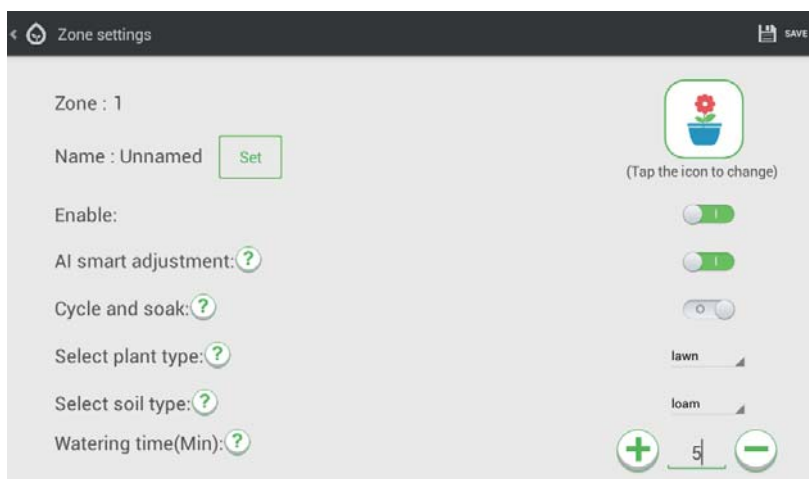 Zone settings
SAVE
Zone : 1
Name : Unnamed Set
(Tap the icon to change)
Enable:
AI smart adjustment: ?
Cycle and soak: ?
Select plant type: ? lawn
Select soil type: ? loam
Watering time(Min): ? + 5 −